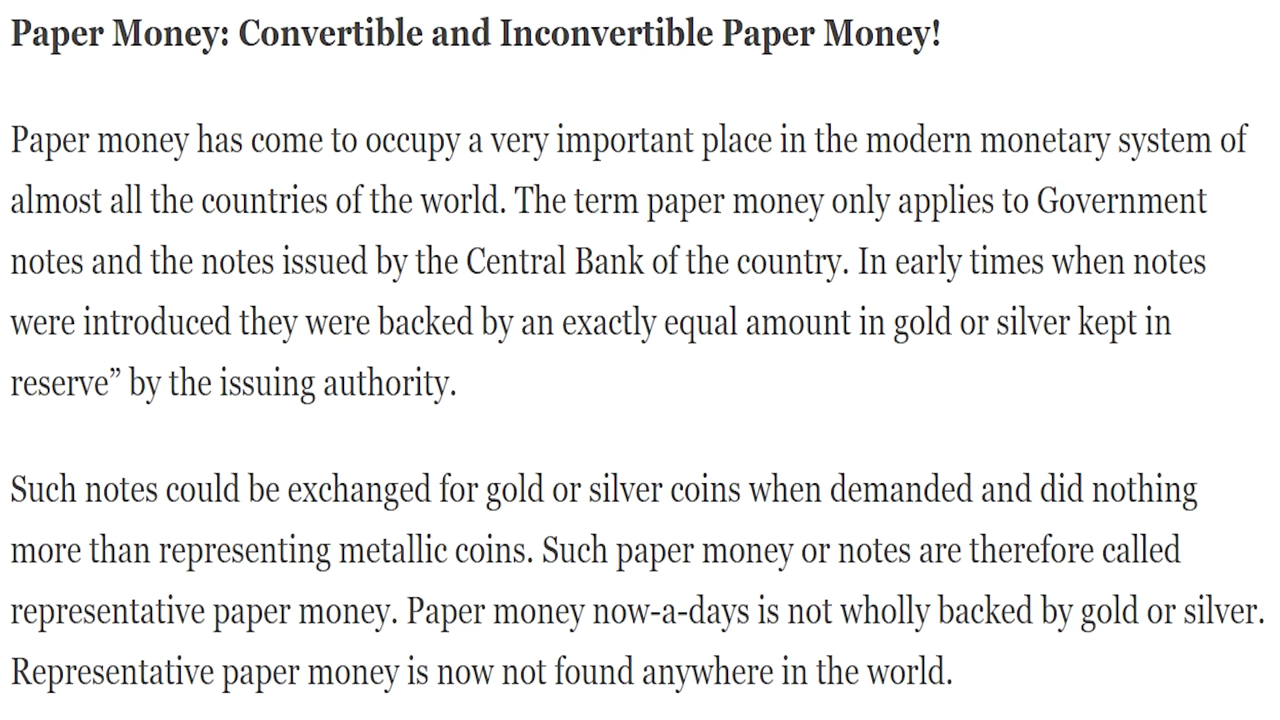 Paper Money: Convertible and Inconvertible Paper Money!
Paper money has come to occupy a very important place in the modern monetary system of
almost all the countries of the world. The term paper money only applies to Government
notes and the notes issued by the Central Bank of the country. In early times when notes
were introduced they were backed by an exactly equal amount in gold or silver kept in
reserve” by the issuing authority.
Such notes could be exchanged for gold or silver coins when demanded and did nothing
more than representing metallic coins. Such paper money or notes are therefore called
representative paper money. Paper money now-a-days is not wholly backed by gold or silver.
Representative paper money is now not found anywhere in the world.